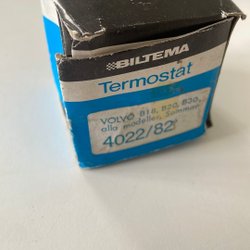 BILTEMA
Termostat
VOLVO B18, B20, B30,
alla modeller, Sommar
4022/82°